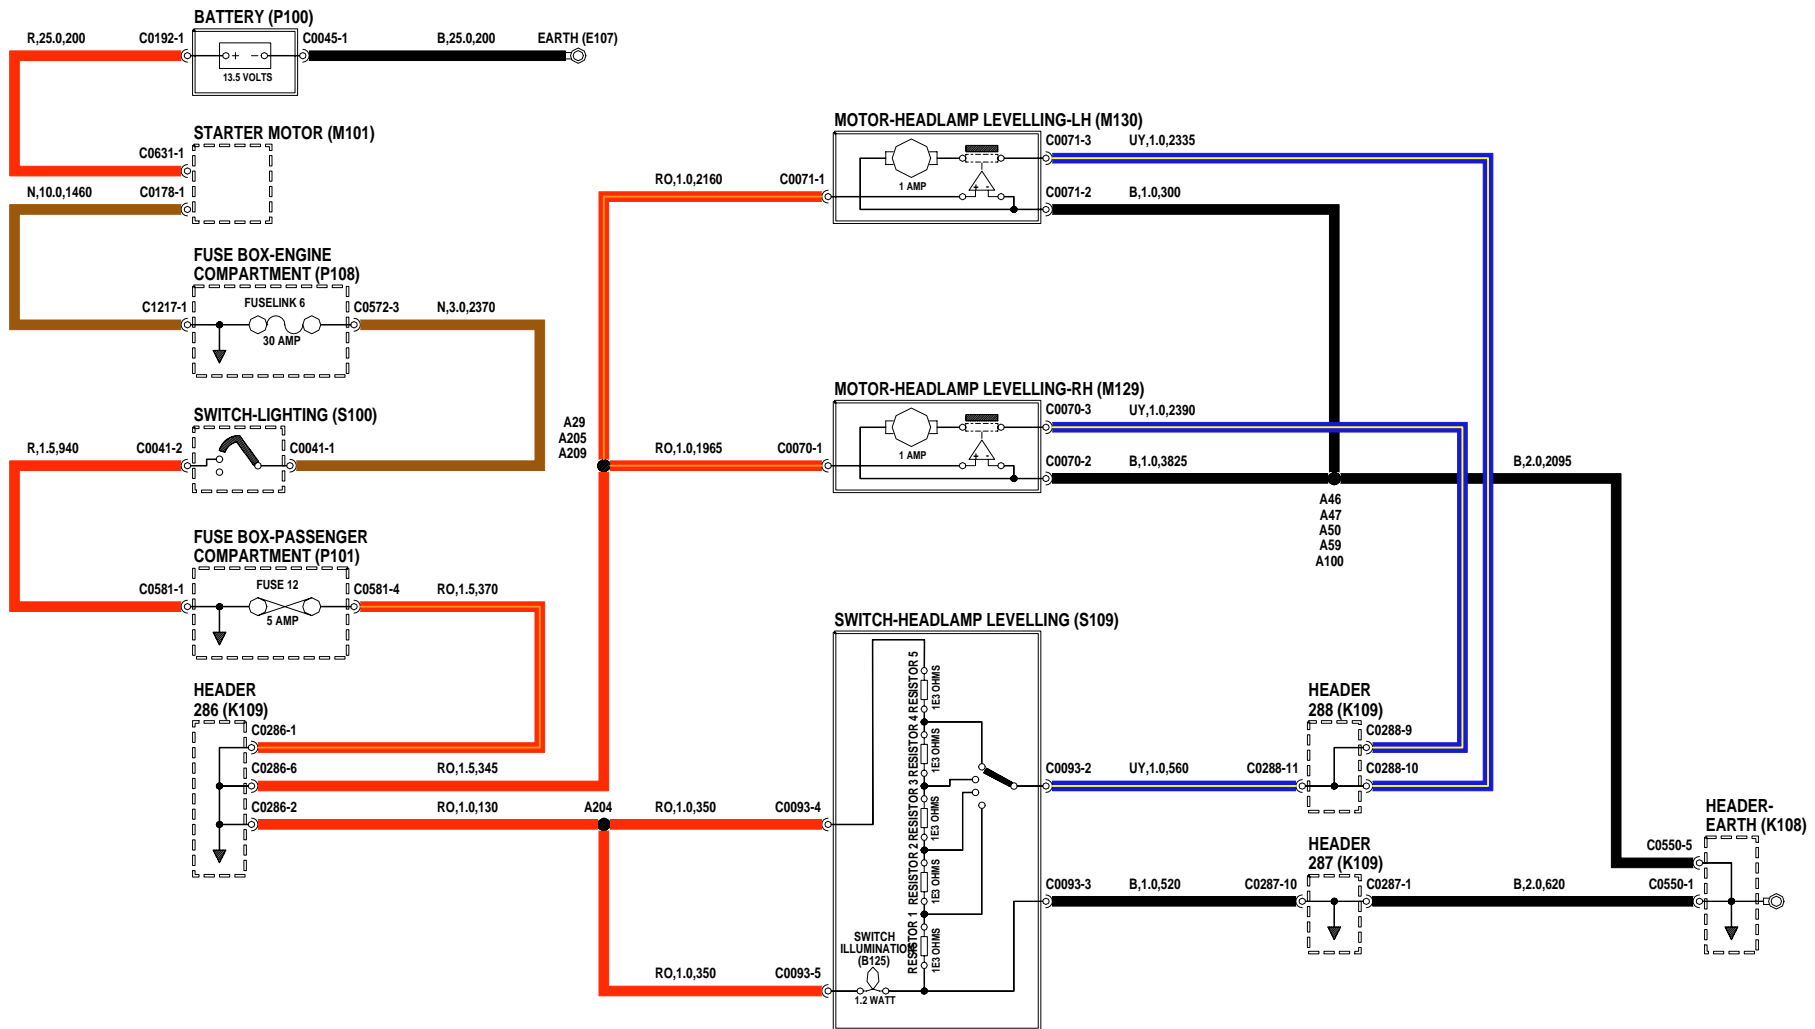 BATTERY (P100)
R,25.0,200
C0192-1
C0045-1
B,25.0,200
EARTH (E107)
+
-
13.5 VOLTS
STARTER MOTOR (M101)
C0631-1
N,10.0,1460
C0178-1
FUSE BOX-ENGINE
COMPARTMENT (P108)
C1217-1
FUSELINK 6
C0572-3
N,3.0,2370
30 AMP
SWITCH-LIGHTING (S100)
R,1.5,940
C0041-2
C0041-1
FUSE BOX-PASSENGER
COMPARTMENT (P101)
C0581-1
FUSE 12
C0581-4
RO,1.5,370
5 AMP
HEADER
286 (K109)
C0286-1
C0286-6
RO,1.5,345
C0286-2
RO,1.0,130
A204
RO,1.0,350
C0093-4
RO,1.0,350
C0093-5
A29
A205
A209
MOTOR-HEADLAMP LEVELLING-LH (M130)
RO,1.0,2160
C0071-1
1 AMP
+ -
C0071-3
UY,1.0,2335
C0071-2
B,1.0,300
MOTOR-HEADLAMP LEVELLING-RH (M129)
RO,1.0,1965
C0070-1
1 AMP
+ -
C0070-3
UY,1.0,2390
C0070-2
B,1.0,3825
B,2.0,2095
A46
A47
A50
A59
A100
SWITCH-HEADLAMP LEVELLING (S109)
RESISTOR 5
1E3 OHMS
RESISTOR 4
1E3 OHMS
RESISTOR 3
1E3 OHMS
RESISTOR 2
1E3 OHMS
RESISTOR 1
1E3 OHMS
SWITCH
ILLUMINATION
(B125)
1.2 WATT
C0093-2
UY,1.0,560
C0288-11
HEADER
288 (K109)
C0288-9
C0288-10
C0093-3
B,1.0,520
C0287-10
HEADER
287 (K109)
C0287-1
B,2.0,620
C0550-5
C0550-1
HEADER-
EARTH (K108)